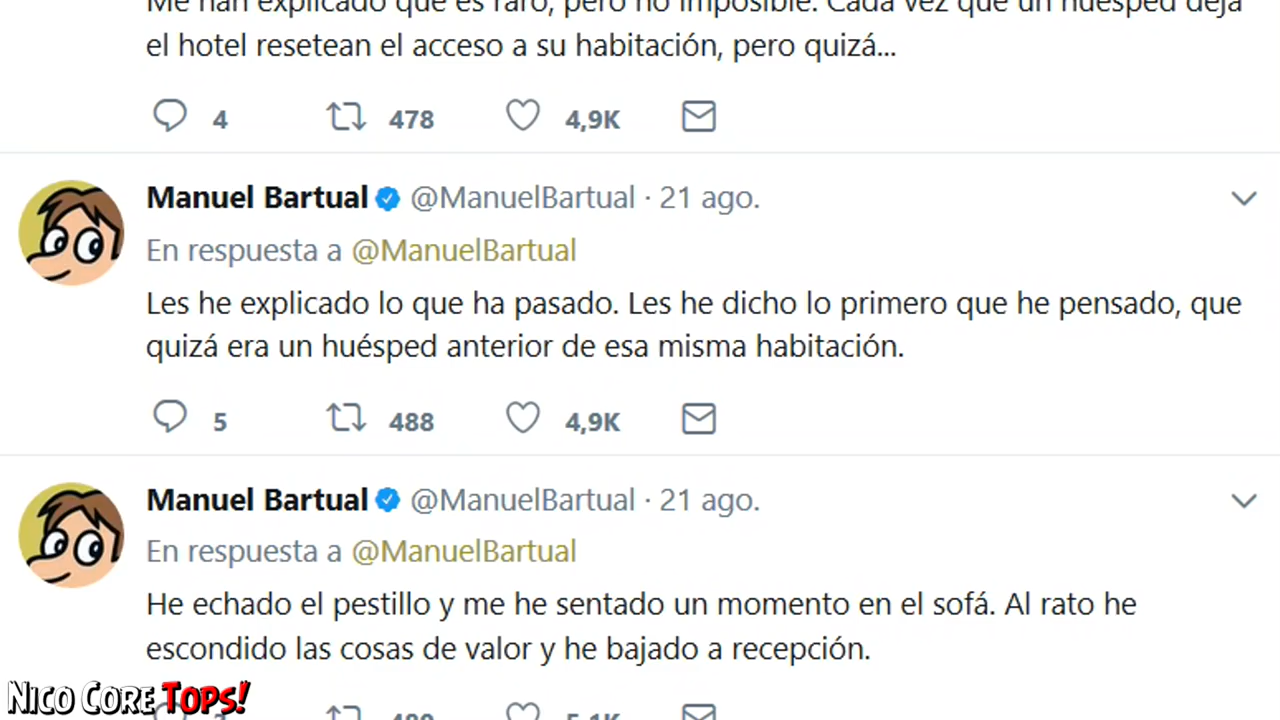 Me han explicado que es raro, pero no imposible. Cada vez que un huésped deja
el hotel resetean el acceso a su habitación, pero quizá...
4 478 4,9K
Manuel Bartual @ManuelBartual · 21 ago.
En respuesta a @ManuelBartual
Les he explicado lo que ha pasado. Les he dicho lo primero que he pensado, que
quizá era un huésped anterior de esa misma habitación.
5 488 4,9K
Manuel Bartual @ManuelBartual · 21 ago.
En respuesta a @ManuelBartual
He echado el pestillo y me he sentado un momento en el sofá. Al rato he
escondido las cosas de valor y he bajado a recepción.
5,1K
Nico Core Tops!